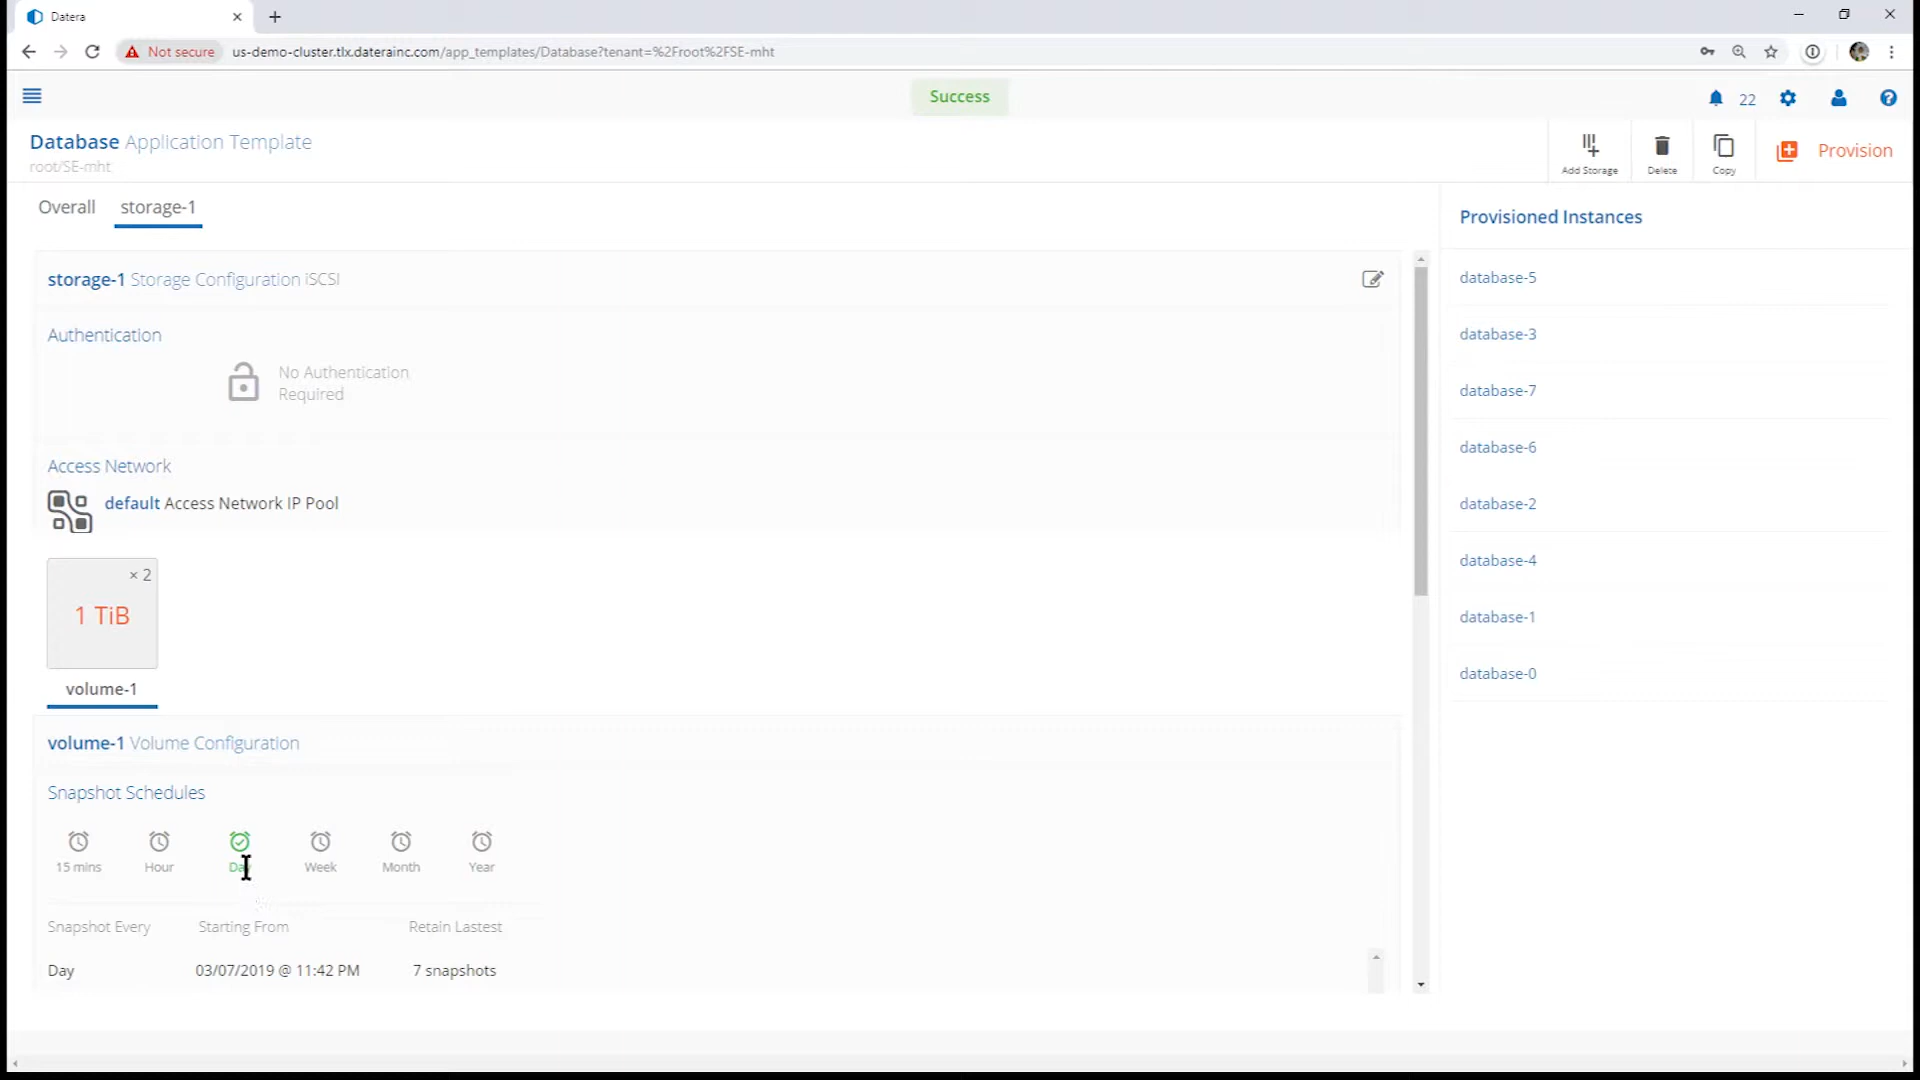 Datera
Not secure
us-demo-cluster.tlx.daterainc.com/app_templates/Database?tenant=%2Froot%2FSE-mht
Success
22
Database Application Template
root/SE-mht
Add Storage
Delete
Copy
Provision
Overall
storage-1
Provisioned Instances
storage-1 Storage Configuration iSCSI
Authentication
No Authentication
Required
Access Network
default Access Network IP Pool
× 2
1 TiB
volume-1
volume-1 Volume Configuration
Snapshot Schedules
15 mins
Hour
Day
Week
Month
Year
Snapshot Every
Starting From
Retain Lastest
Day
03/07/2019 @ 11:42 PM
7 snapshots
database-5
database-3
database-7
database-6
database-2
database-4
database-1
database-0